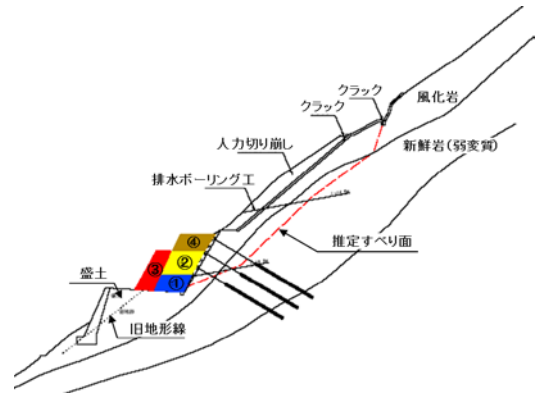 クラック
クラック
風化岩
人力切り崩し
新鮮岩(弱変質)
排水ボーリング工
推定すべり面
④
③
②
①
盛土
旧地形線